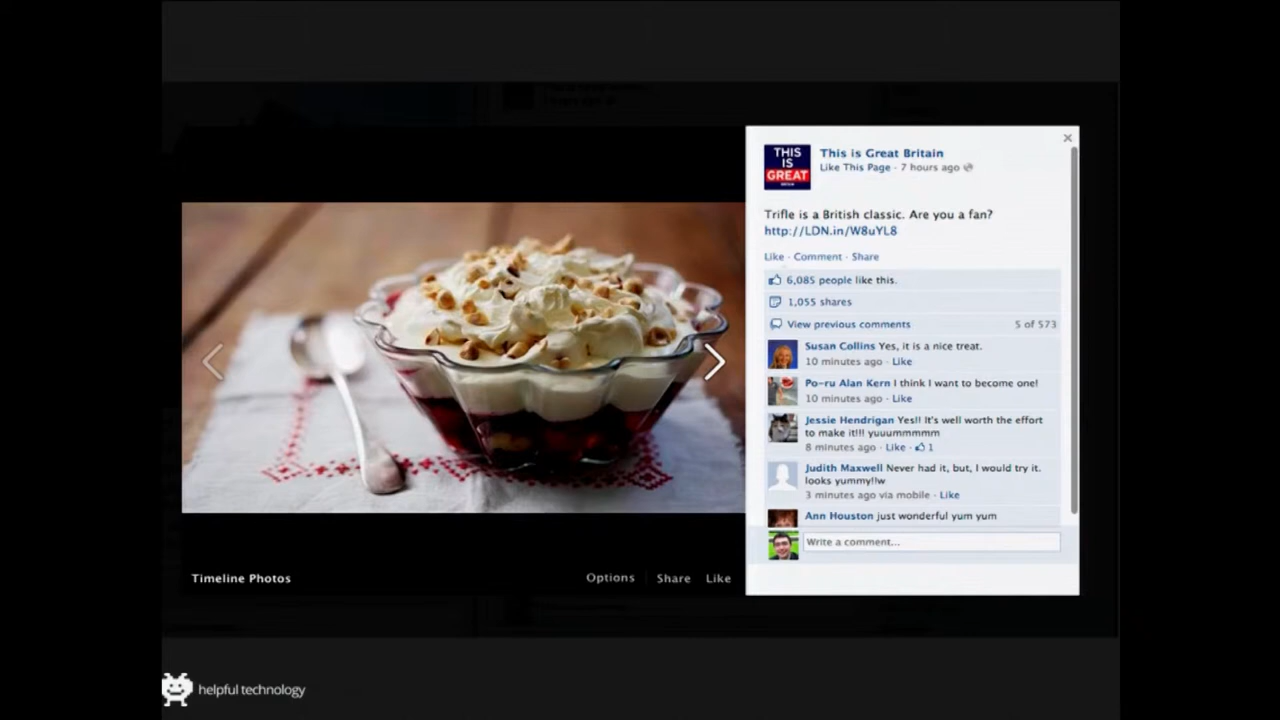 THIS
IS
GREAT
This is Great Britain
Like This Page · 7 hours ago
Trifle is a British classic. Are you a fan?
http://LDN.in/W8uYL8
Like · Comment · Share
6,085 people like this.
1,055 shares
View previous comments 5 of 573
Susan Collins Yes, it is a nice treat.
10 minutes ago · Like
Po-ru Alan Kern I think I want to become one!
10 minutes ago · Like
Jessie Hendrigan Yes!! It's well worth the effort
to make it!!! yuuummmmm
8 minutes ago · Like · 1
Judith Maxwell Never had it, but, I would try it.
looks yummy!!w
3 minutes ago via mobile · Like
Ann Houston just wonderful yum yum
Write a comment...
Timeline Photos
Options Share Like
helpful technology